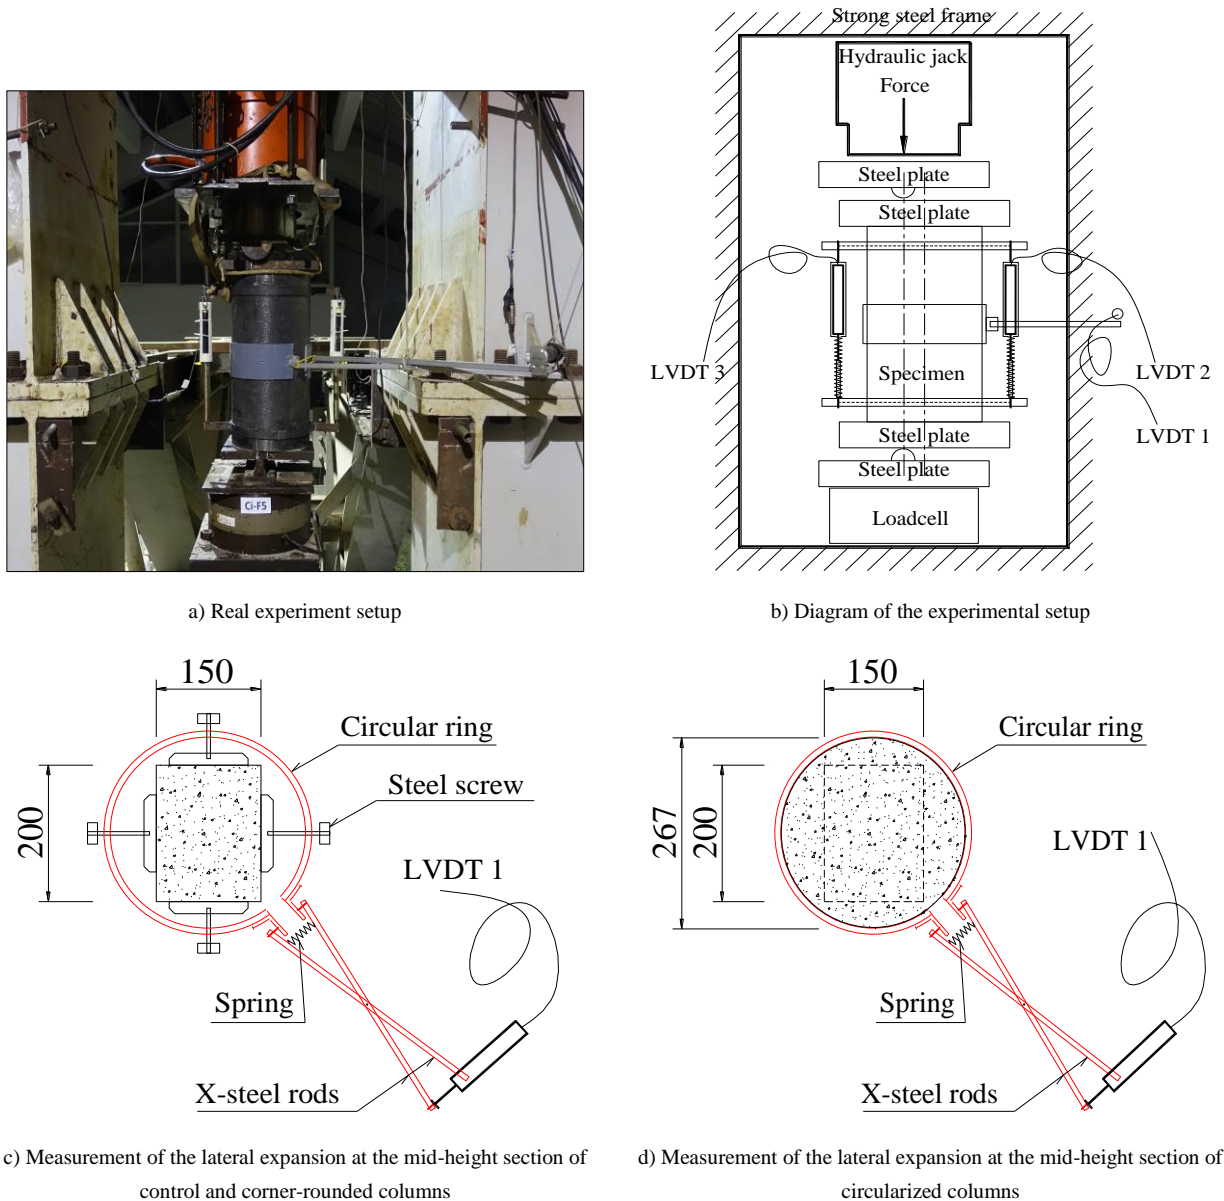 Strong steel frame
Hydraulic jack
Force
Steel plate
Steel plate
LVDT 3
Specimen
LVDT 2
LVDT 1
Steel plate
Steel plate
Loadcell
Ci-F5
a) Real experiment setup
b) Diagram of the experimental setup
150
Circular ring
Steel screw
200
LVDT 1
Spring
X-steel rods
150
Circular ring
267
200
LVDT 1
Spring
X-steel rods
c) Measurement of the lateral expansion at the mid-height section of
control and corner-rounded columns
d) Measurement of the lateral expansion at the mid-height section of
circularized columns